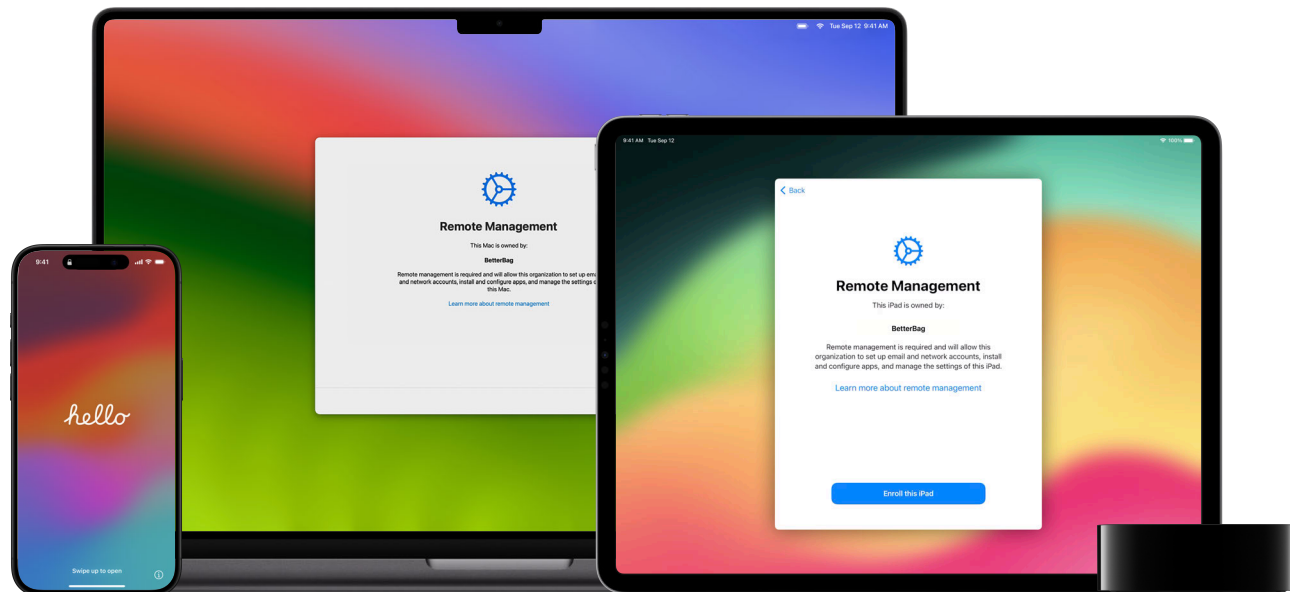 Tue Sep 12 9:41 AM
Remote Management
This Mac is owned by:
BetterBag
Remote management is required and will allow this organization to set up
and network accounts, install and configure apps, and manage the settings
this Mac.
Learn more about remote management
9:41
hello
Swipe up to open
9:41 AM Tue Sep 12
100%
Back
Remote Management
This iPad is owned by:
BetterBag
Remote management is required and will allow this
organization to set up email and network accounts, install
and configure apps, and manage the settings of this iPad.
Learn more about remote management
Enroll this iPad